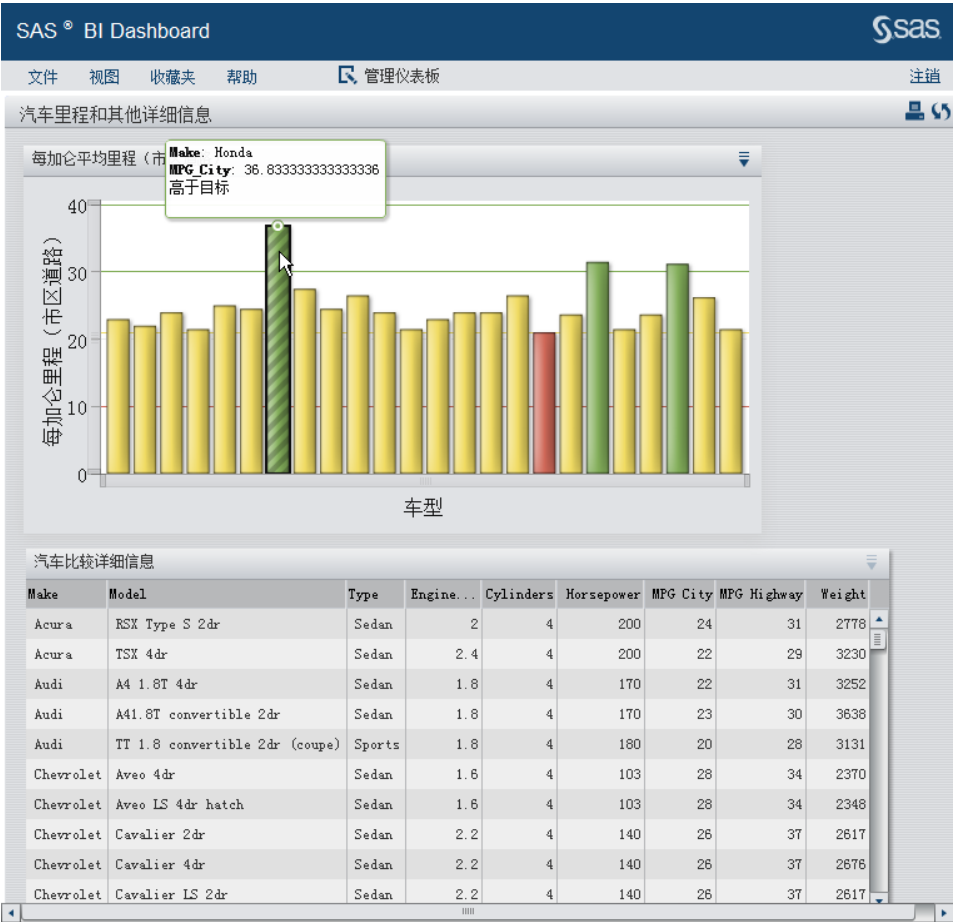 SAS ® BI Dashboard
sas
文件 视图 收藏夹 帮助 管理仪表板 注销
汽车里程和其他详细信息
每加仑平均里程（市
Make: Honda
MPG_City: 36.833333333333336
高于目标
每加仑里程（市区道路）
40
30
20
10
0
车型
汽车比较详细信息
Make Model Type Engine... Cylinders Horsepower MPG City MPG Highway Weight
Acura RSX Type S 2dr Sedan 2 4 200 24 31 2778
Acura TSX 4dr Sedan 2.4 4 200 22 29 3230
Audi A4 1.8T 4dr Sedan 1.8 4 170 22 31 3252
Audi A41.8T convertible 2dr Sedan 1.8 4 170 23 30 3638
Audi TT 1.8 convertible 2dr (coupe) Sports 1.8 4 180 20 28 3131
Chevrolet Aveo 4dr Sedan 1.6 4 103 28 34 2370
Chevrolet Aveo LS 4dr hatch Sedan 1.6 4 103 28 34 2348
Chevrolet Cavalier 2dr Sedan 2.2 4 140 26 37 2617
Chevrolet Cavalier 4dr Sedan 2.2 4 140 26 37 2676
Chevrolet Cavalier LS 2dr Sedan 2.2 4 140 26 37 2617